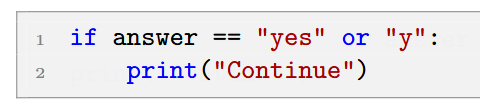 1 if answer == "yes" or "y":
2     print("Continue")